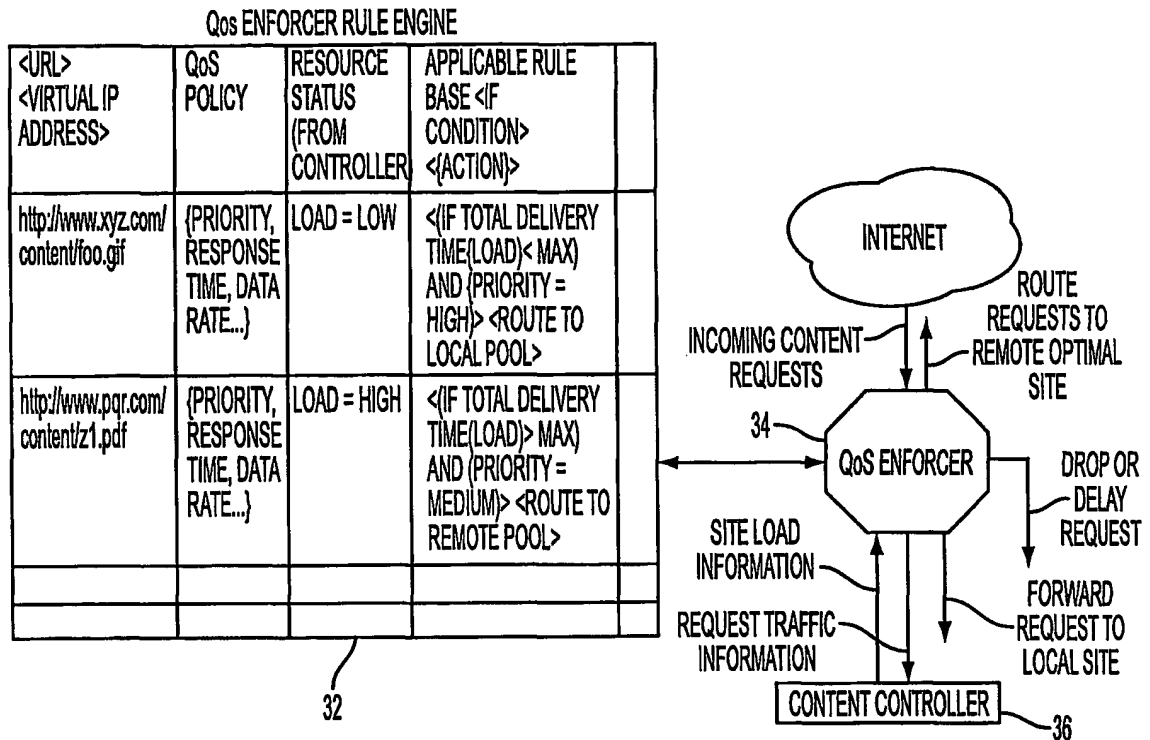 QoS ENFORCER RULE ENGINE
<URL>
<VIRTUAL IP
ADDRESS>
QoS
POLICY
RESOURCE
STATUS
(FROM
CONTROLLER
APPLICABLE RULE
BASE <IF
CONDITION>
<{ACTION}>
http://www.xyz.com/
content/foo.gif
{PRIORITY,
RESPONSE
TIME, DATA
RATE...}
LOAD = LOW
<(IF TOTAL DELIVERY
TIME(LOAD)< MAX)
AND (PRIORITY =
HIGH)> <ROUTE TO
LOCAL POOL>
http://www.pqr.com/
content/z1.pdf
{PRIORITY,
RESPONSE
TIME, DATA
RATE...}
LOAD = HIGH
<(IF TOTAL DELIVERY
TIME(LOAD)> MAX)
AND (PRIORITY =
MEDIUM)> <ROUTE TO
REMOTE POOL>
32
INTERNET
INCOMING CONTENT
REQUESTS
ROUTE
REQUESTS TO
REMOTE OPTIMAL
SITE
34
QoS ENFORCER
DROP OR
DELAY
REQUEST
SITE LOAD
INFORMATION
REQUEST TRAFFIC
INFORMATION
FORWARD
REQUEST TO
LOCAL SITE
CONTENT CONTROLLER
36